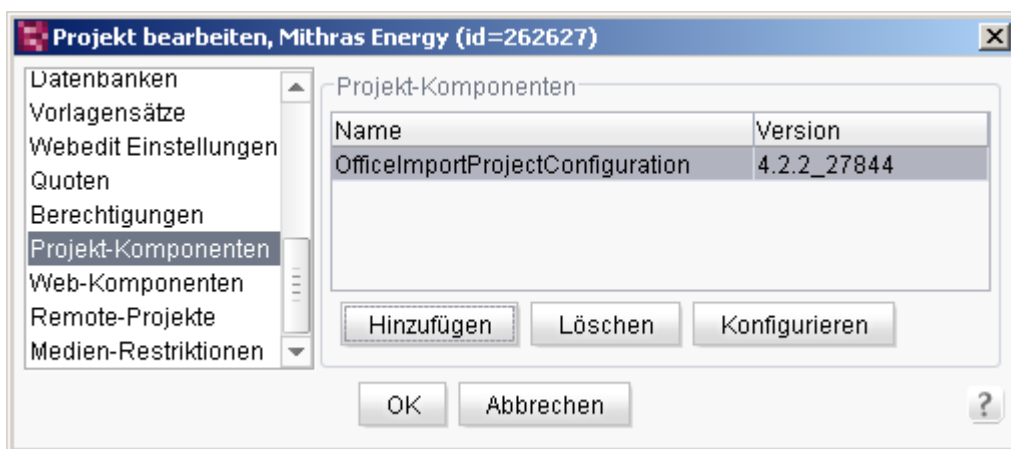 Projekt bearbeiten, Mithras Energy (id=262627)
Datenbanken
Vorlagensätze
Webedit Einstellungen
Quoten
Berechtigungen
Projekt-Komponenten
Web-Komponenten
Remote-Projekte
Medien-Restriktionen
Projekt-Komponenten
Name Version
OfficeImportProjectConfiguration 4.2.2_27844
Hinzufügen Löschen Konfigurieren
OK Abbrechen ?